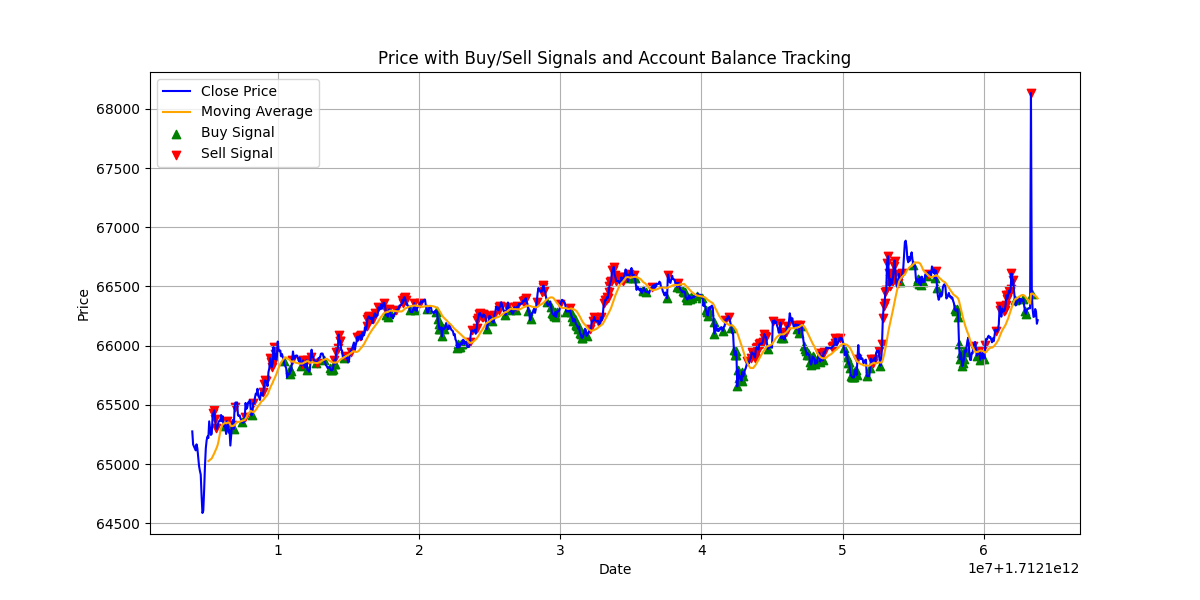 Price with Buy/Sell Signals and Account Balance Tracking
Close Price
Moving Average
Buy Signal
Sell Signal
Price
68000
67500
67000
66500
66000
65500
65000
64500
1 2 3 4 5 6
1e7+1.7121e12
Date